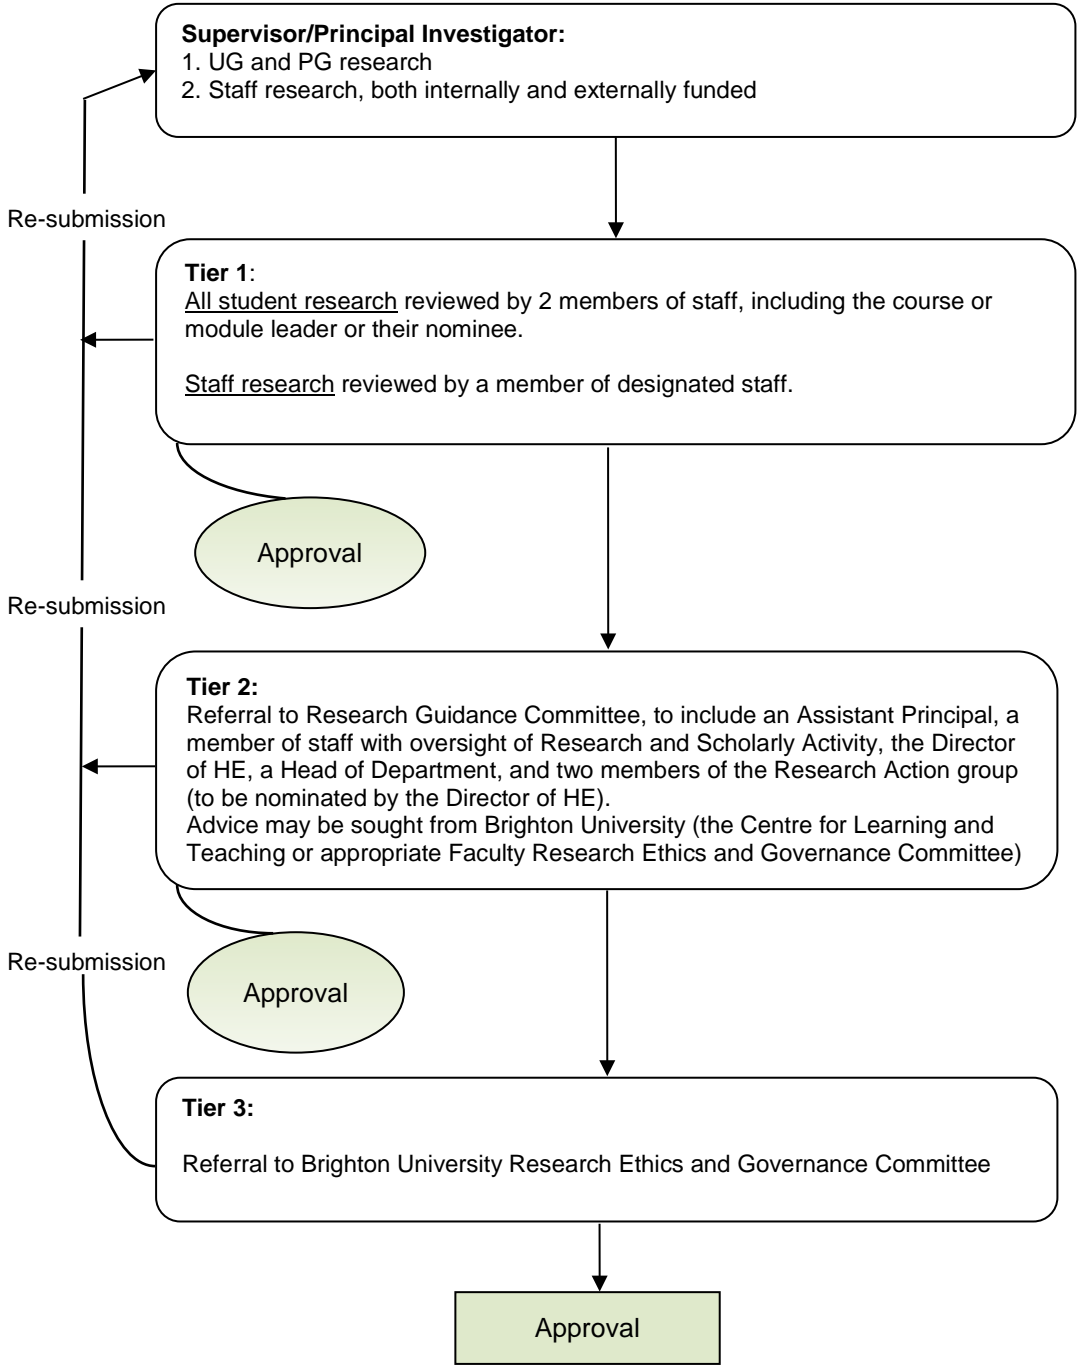 Supervisor/Principal Investigator:
1. UG and PG research
2. Staff research, both internally and externally funded
Re-submission
Tier 1:
All student research reviewed by 2 members of staff, including the course or
module leader or their nominee.
Staff research reviewed by a member of designated staff.
Approval
Re-submission
Tier 2:
Referral to Research Guidance Committee, to include an Assistant Principal, a
member of staff with oversight of Research and Scholarly Activity, the Director
of HE, a Head of Department, and two members of the Research Action group
(to be nominated by the Director of HE).
Advice may be sought from Brighton University (the Centre for Learning and
Teaching or appropriate Faculty Research Ethics and Governance Committee)
Re-submission
Approval
Tier 3:
Referral to Brighton University Research Ethics and Governance Committee
Approval